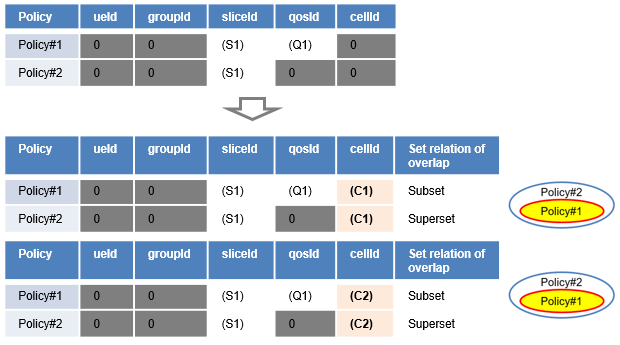 Policy ueId groupId sliceId qosId cellId
Policy#1 0 0 (S1) (Q1) 0
Policy#2 0 0 (S1) 0 0
Policy ueId groupId sliceId qosId cellId Set relation of
overlap
Policy#1 0 0 (S1) (Q1) (C1) Subset
Policy#2 0 0 (S1) 0 (C1) Superset
Policy#2
Policy#1
Policy ueId groupId sliceId qosId cellId Set relation of
overlap
Policy#1 0 0 (S1) (Q1) (C2) Subset
Policy#2 0 0 (S1) 0 (C2) Superset
Policy#2
Policy#1